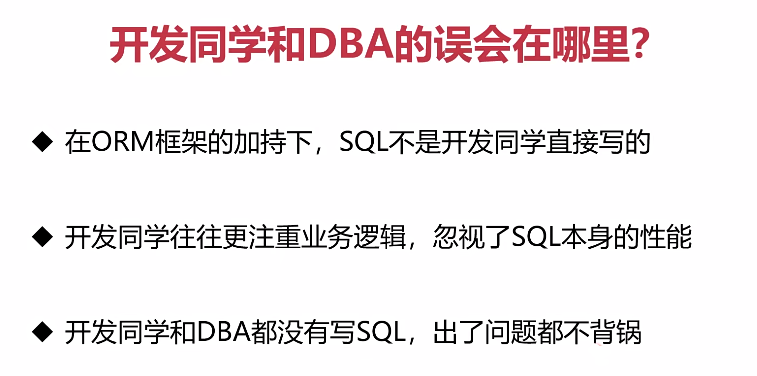 开发同学和DBA的误会在哪里？
◆ 在ORM框架的加持下，SQL不是开发同学直接写的
◆ 开发同学往往更注重业务逻辑，忽视了SQL本身的性能
◆ 开发同学和DBA都没有写SQL，出了问题都不背锅